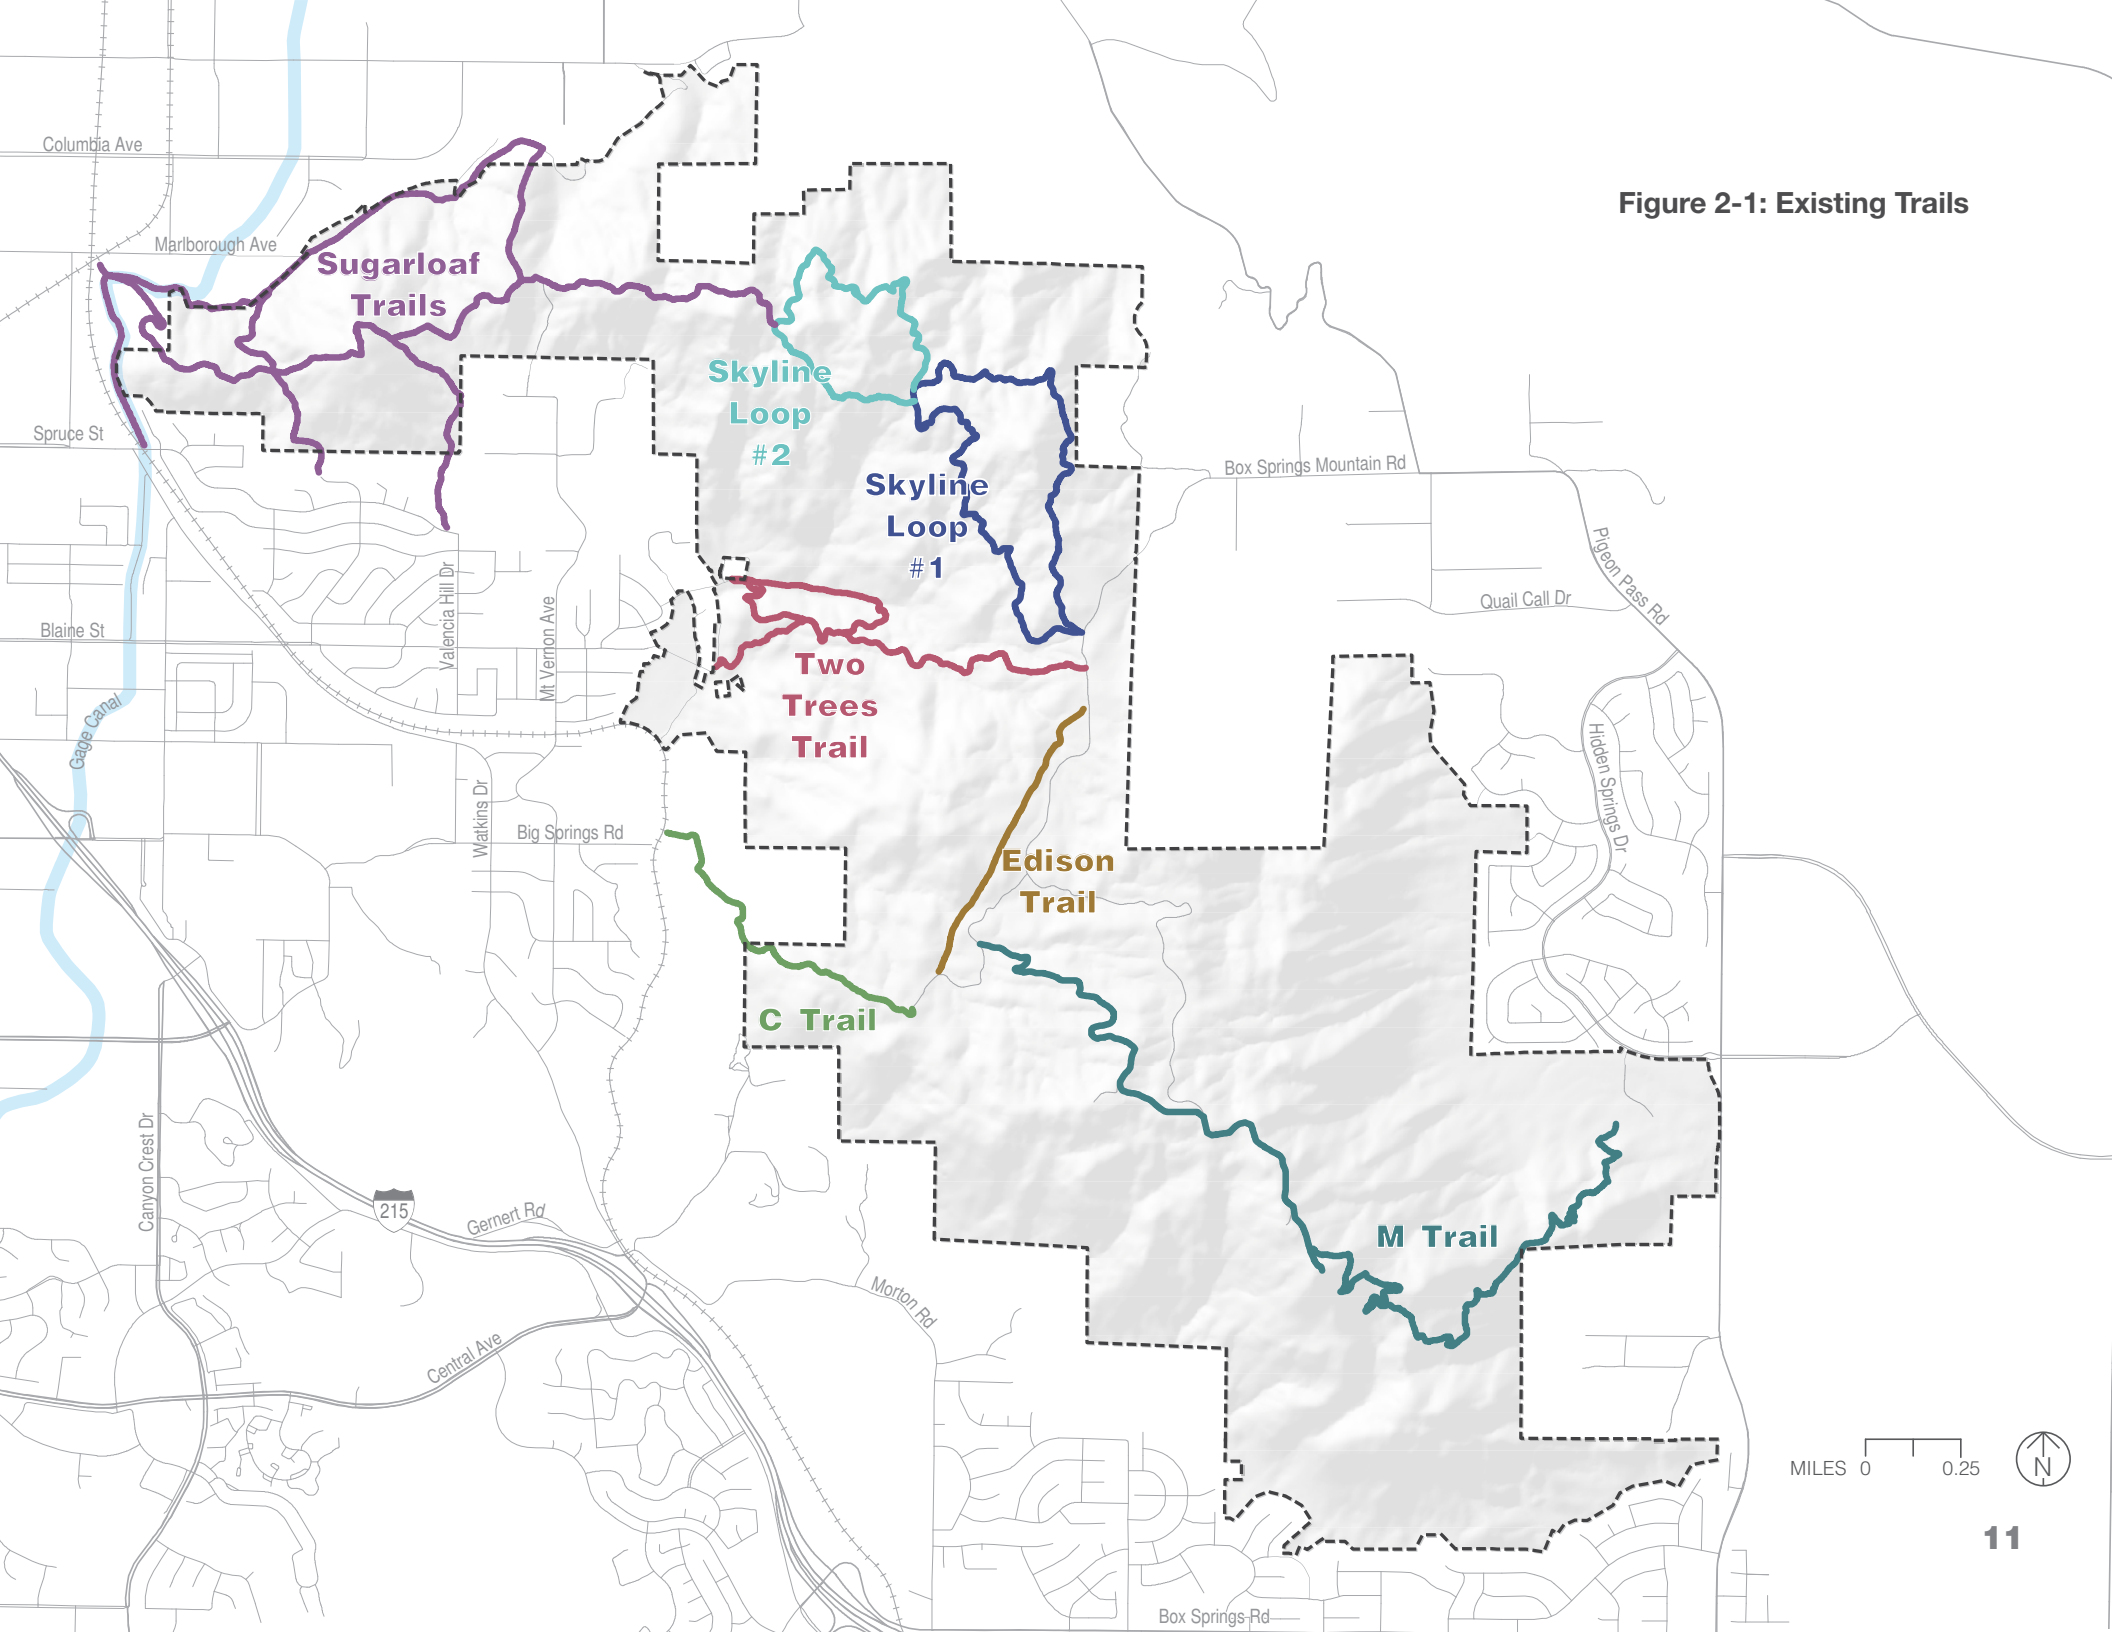 Figure 2-1: Existing Trails
Columbia Ave
Marlborough Ave
Sugarloaf
Trails
Skyline
Loop
#2
Spruce St
Box Springs Mountain Rd
Skyline
Loop
#1
Pigeon Pass Rd
Quail Call Dr
Valencia Hill Dr
Mt Vernon Ave
Blaine St
Two
Trees
Trail
Gage Canal
Hidden Springs Dr
Watkins Dr
Big Springs Rd
Edison
Trail
C Trail
Canyon Crest Dr
215
Gernert Rd
M Trail
Morton Rd
Central Ave
MILES 0 0.25
N
11
Box Springs Rd